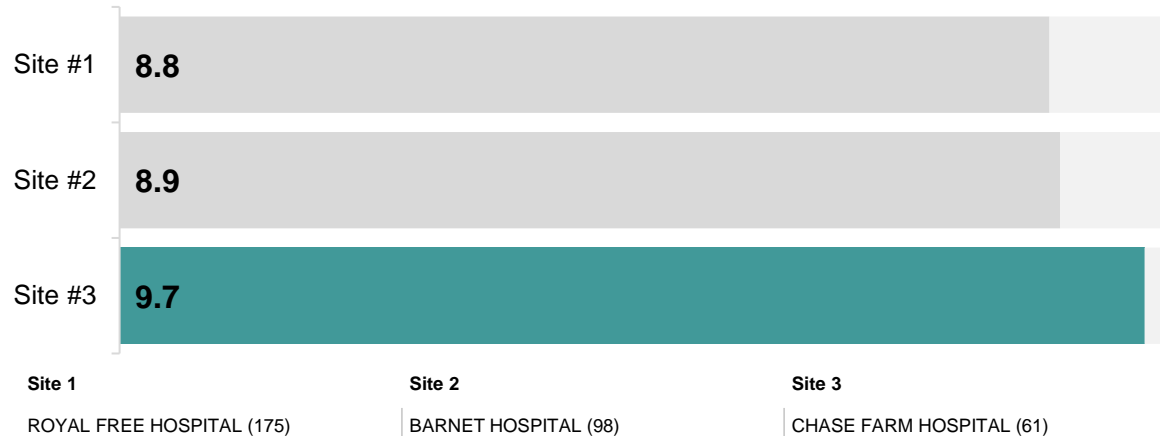 Site #1
8.8
Site #2
8.9
Site #3
9.7
Site 1
Site 2
Site 3
ROYAL FREE HOSPITAL (175)
BARNET HOSPITAL (98)
CHASE FARM HOSPITAL (61)